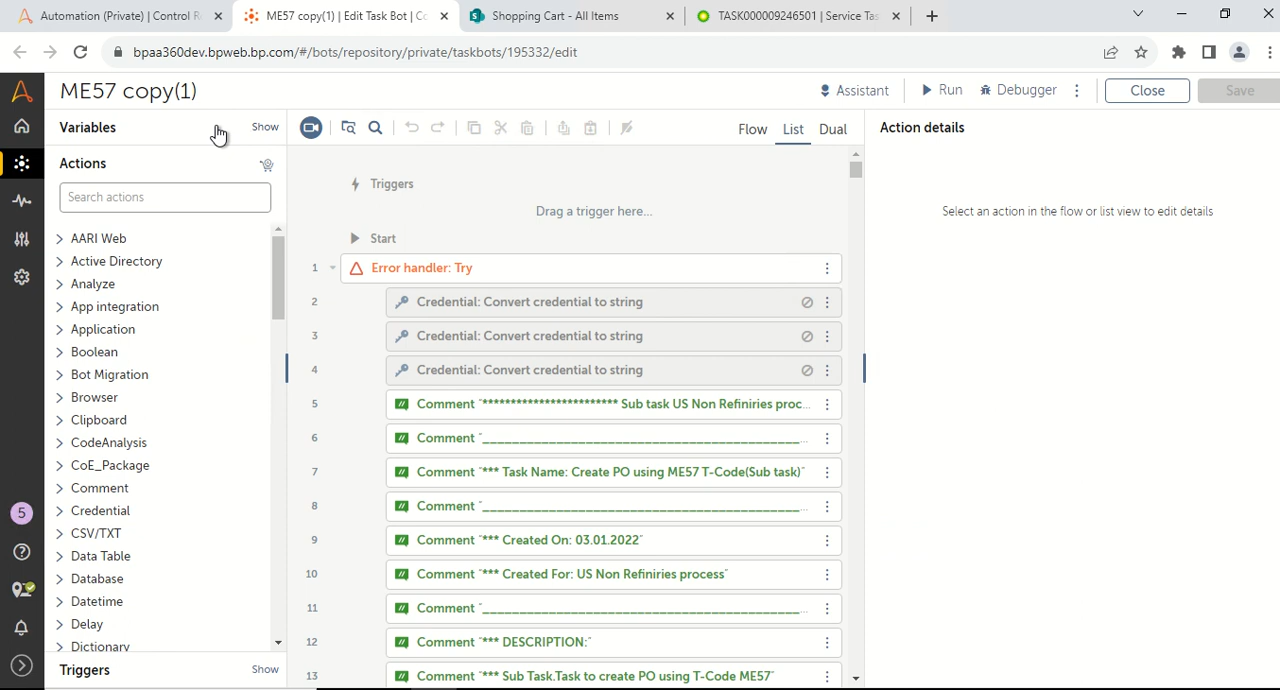 Automation (Private) | Control R
ME57 copy(1) | Edit Task Bot | Co
Shopping Cart - All Items
TASK000009246501 | Service Tas
bpaa360dev.bpweb.bp.com/#/bots/repository/private/taskbots/195332/edit
ME57 copy(1)
Assistant
Run
Debugger
Close
Save
Variables
Show
Flow
List
Dual
Action details
Actions
Search actions
Triggers
Drag a trigger here...
Select an action in the flow or list view to edit details
Start
AARI Web
Active Directory
Analyze
App integration
Application
Boolean
Bot Migration
Browser
Clipboard
CodeAnalysis
CoE_Package
Comment
Credential
CSV/TXT
Data Table
Database
Datetime
Delay
Dictionary
Triggers
Show
5
1 Error handler: Try
2 Credential: Convert credential to string
3 Credential: Convert credential to string
4 Credential: Convert credential to string
5 Comment "************************ Sub task US Non Refiniries proc...
6 Comment "___________________________________________...
7 Comment "*** Task Name: Create PO using ME57 T-Code(Sub task)"
8 Comment "___________________________________________...
9 Comment "*** Created On: 03.01.2022"
10 Comment "*** Created For: US Non Refiniries process"
11 Comment "___________________________________________...
12 Comment "*** DESCRIPTION:"
13 Comment "*** Sub Task.Task to create PO using T-Code ME57"